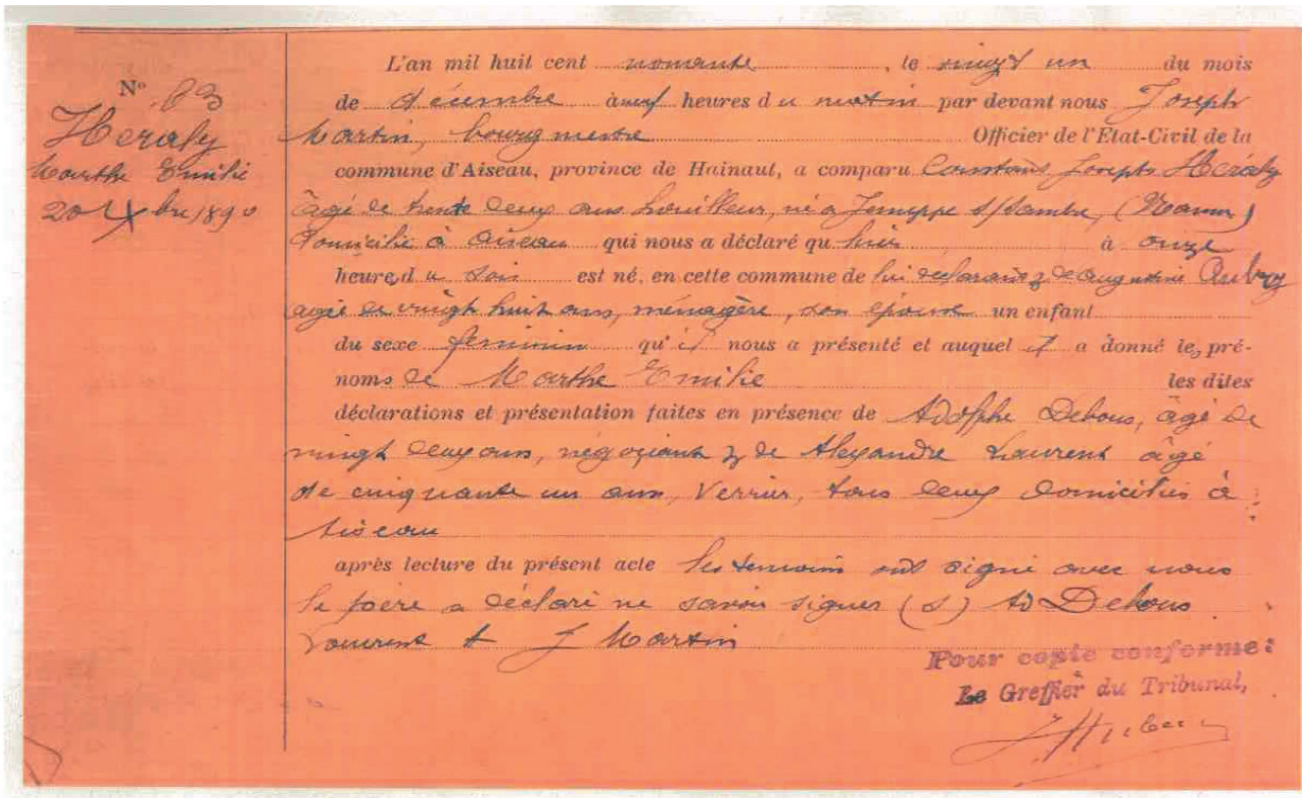 N° 83
Heraly
Marthe Emilie
20 Xbre 1890
L'an mil huit cent nonante, le vingt un du mois
de décembre à neuf heures du matin par devant nous Joseph
Martin, bourgmestre Officier de l'Etat-Civil de la
commune d'Aiseau, province de Hainaut, a comparu Constant Joseph Heraly
âgé de trente deux ans houilleur, né a Jemeppe s/Sambre, (Namur)
domicilié à Aiseau qui nous a déclaré qu'hier à onze
heures du soir est né, en cette commune de lui déclarant & de Augustine Aubry
agée de vingt huit ans, ménagère, son épouse un enfant
du sexe féminin qu'il nous a présenté et auquel il a donné les pré-
noms de Marthe Emilie les dites
déclarations et présentation faites en présence de Adolphe Debous, âgé de
vingt deux ans, négociant & de Alexandre Laurent âgé
de cinquante un ans, Verrier, tous deux domiciliés à
Aiseau
après lecture du présent acte les témoins ont signé avec nous
le père a déclaré ne savoir signer (s) Ad Debous
Laurent A J Martin
Pour copie conforme:
Le Greffier du Tribunal,